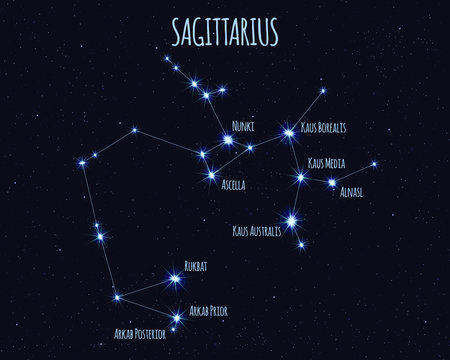 SAGITTARIUS
NUNKI
KAUS BOREALIS
KAUS MEDIA
ASCELLA
ALNASL
KAUS AUSTRALIS
RUKBAT
ARKAB PRIOR
ARKAB POSTERIOR